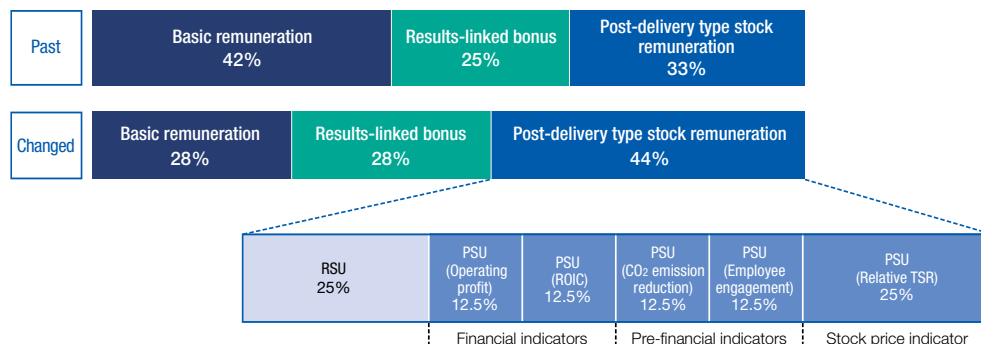 Past
Basic remuneration
42%
Results-linked bonus
25%
Post-delivery type stock
remuneration
33%
Changed
Basic remuneration
28%
Results-linked bonus
28%
Post-delivery type stock remuneration
44%
RSU
25%
PSU
(Operating
profit)
12.5%
PSU
(ROIC)
12.5%
PSU
(CO₂ emission
reduction)
12.5%
PSU
(Employee
engagement)
12.5%
PSU
(Relative TSR)
25%
Financial indicators
Pre-financial indicators
Stock price indicator